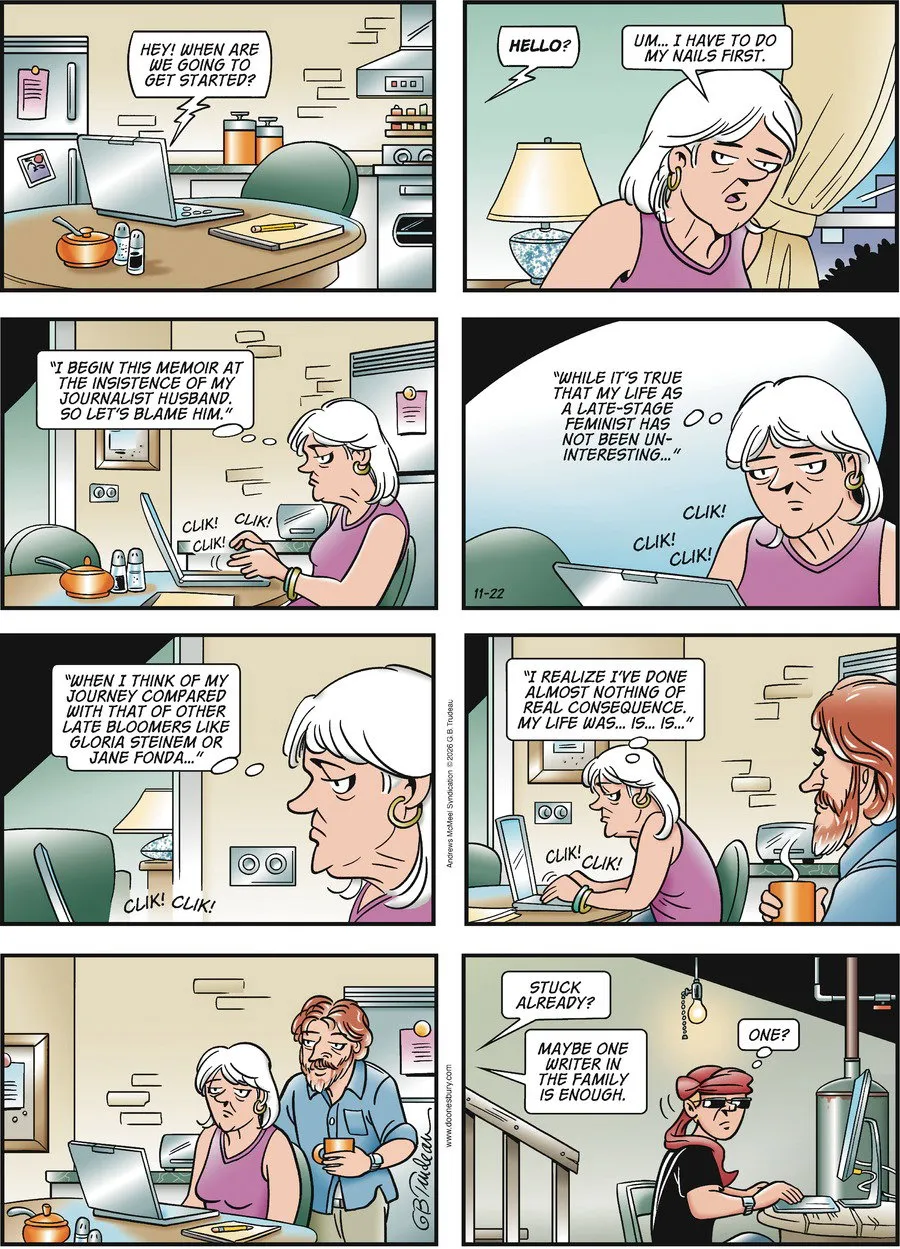 HEY! WHEN ARE
WE GOING TO
GET STARTED?
HELLO?
UM... I HAVE TO DO
MY NAILS FIRST.
"I BEGIN THIS MEMOIR AT
THE INSISTENCE OF MY
JOURNALIST HUSBAND.
SO LET'S BLAME HIM."
CLIK!
CLIK!
CLIK!
"WHILE IT'S TRUE
THAT MY LIFE AS
A LATE-STAGE
FEMINIST HAS
NOT BEEN UN-
INTERESTING..."
CLIK!
CLIK!
CLIK!
11-22
"WHEN I THINK OF MY
JOURNEY COMPARED
WITH THAT OF OTHER
LATE BLOOMERS LIKE
GLORIA STEINEM OR
JANE FONDA..."
CLIK! CLIK!
Andrews McMeel Syndication ©2026 G.B. Trudeau
"I REALIZE I'VE DONE
ALMOST NOTHING OF
REAL CONSEQUENCE.
MY LIFE WAS... IS... IS..."
CLIK!
CLIK!
GBTrudeau
www.doonesbury.com
STUCK
ALREADY?
MAYBE ONE
WRITER IN
THE FAMILY
IS ENOUGH.
ONE?